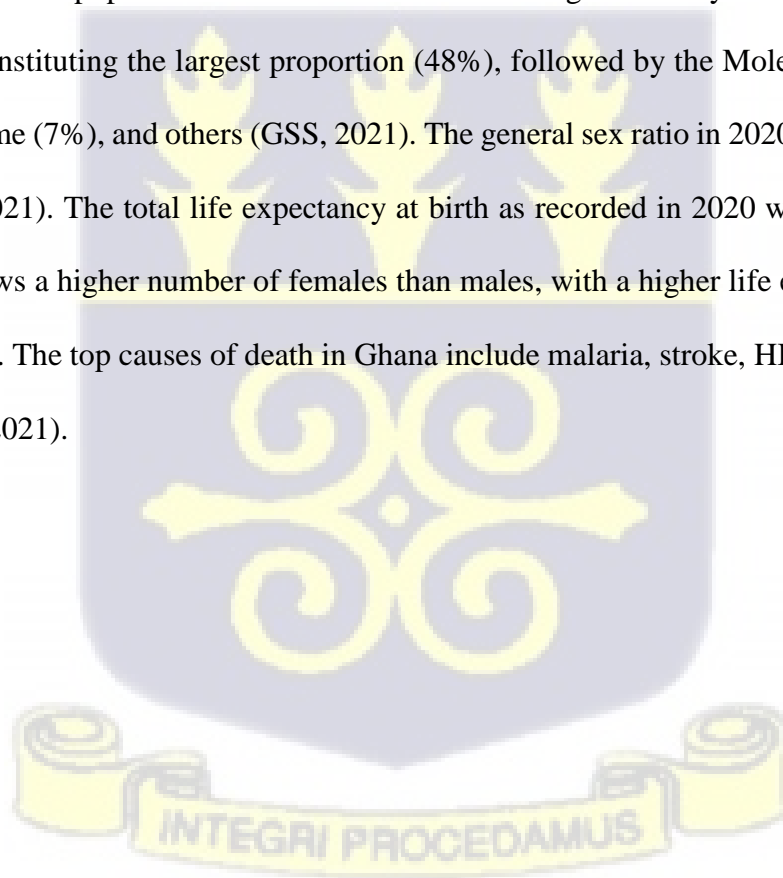 nstituting the largest proportion (48%), followed by the Mole
me (7%), and others (GSS, 2021). The general sex ratio in 2020
021). The total life expectancy at birth as recorded in 2020 w
ws a higher number of females than males, with a higher life
. The top causes of death in Ghana include malaria, stroke, HI
2021).
INTEGRI PROCEDAMUS